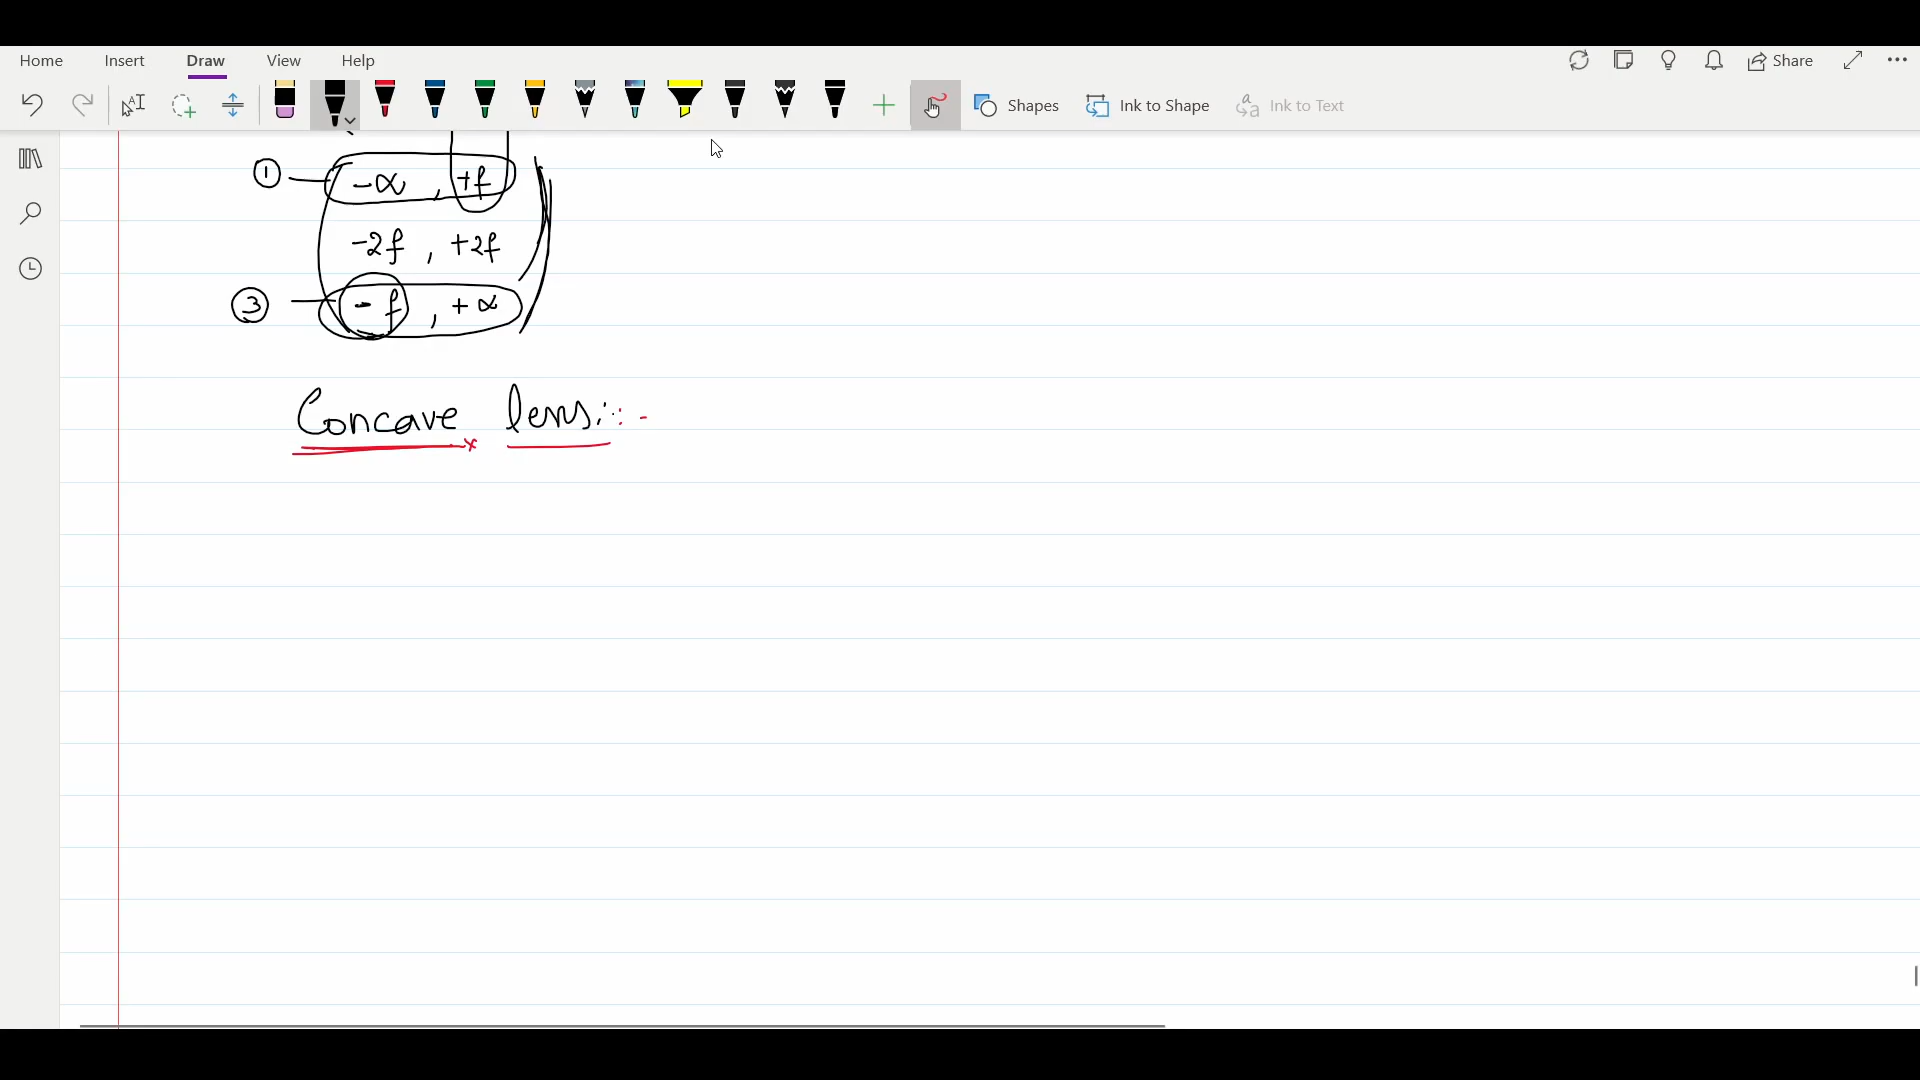 Home Insert Draw View Help Share
Shapes Ink to Shape Ink to Text
① -α , +f
-2f , +2f
③ -f , +α
Concave lens :-